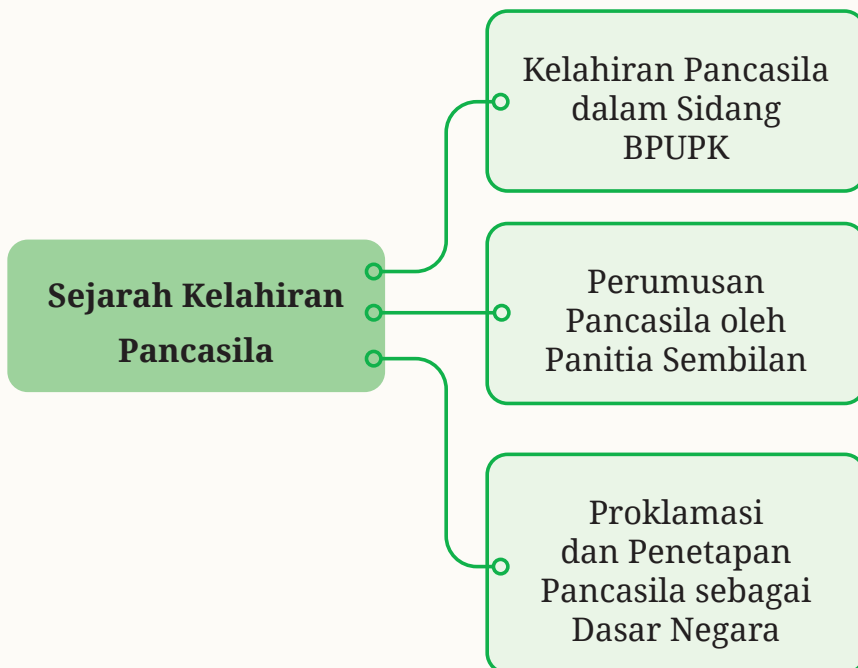 Kelahiran Pancasila
dalam Sidang
BPUPK
Sejarah Kelahiran
Pancasila
Perumusan
Pancasila oleh
Panitia Sembilan
Proklamasi
dan Penetapan
Pancasila sebagai
Dasar Negara